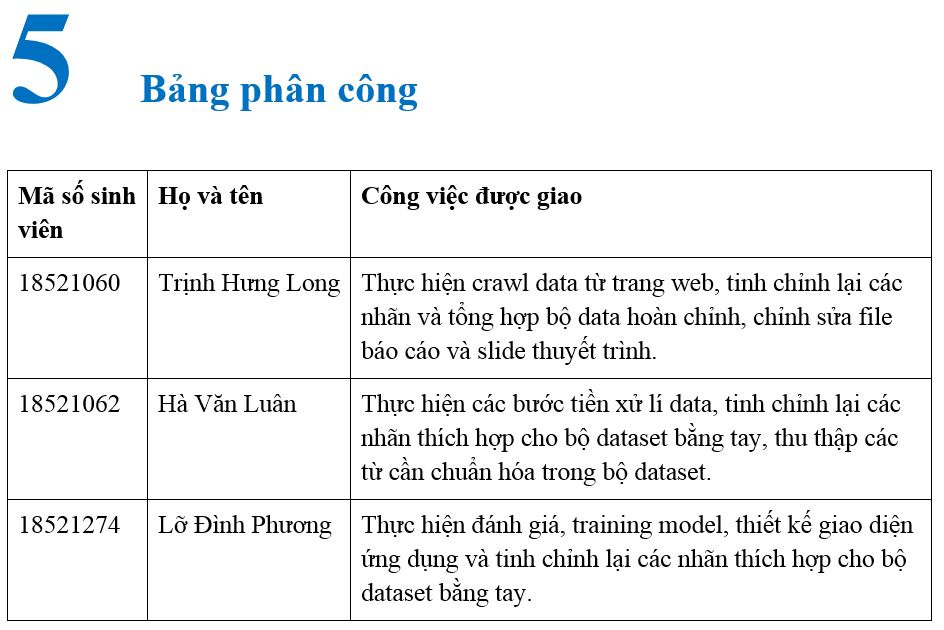 5
Bảng phân công
Mã số sinh viên
Họ và tên
Công việc được giao
18521060
Trịnh Hưng Long
Thực hiện crawl data từ trang web, tinh chỉnh lại các
nhãn và tổng hợp bộ data hoàn chỉnh, chỉnh sửa file
báo cáo và slide thuyết trình.
18521062
Hà Văn Luân
Thực hiện các bước tiền xử lí data, tinh chỉnh lại các
nhãn thích hợp cho bộ dataset bằng tay, thu thập các
từ cần chuẩn hóa trong bộ dataset.
18521274
Lỡ Đình Phương
Thực hiện đánh giá, training model, thiết kế giao diện
ứng dụng và tinh chỉnh lại các nhãn thích hợp cho bộ
dataset bằng tay.